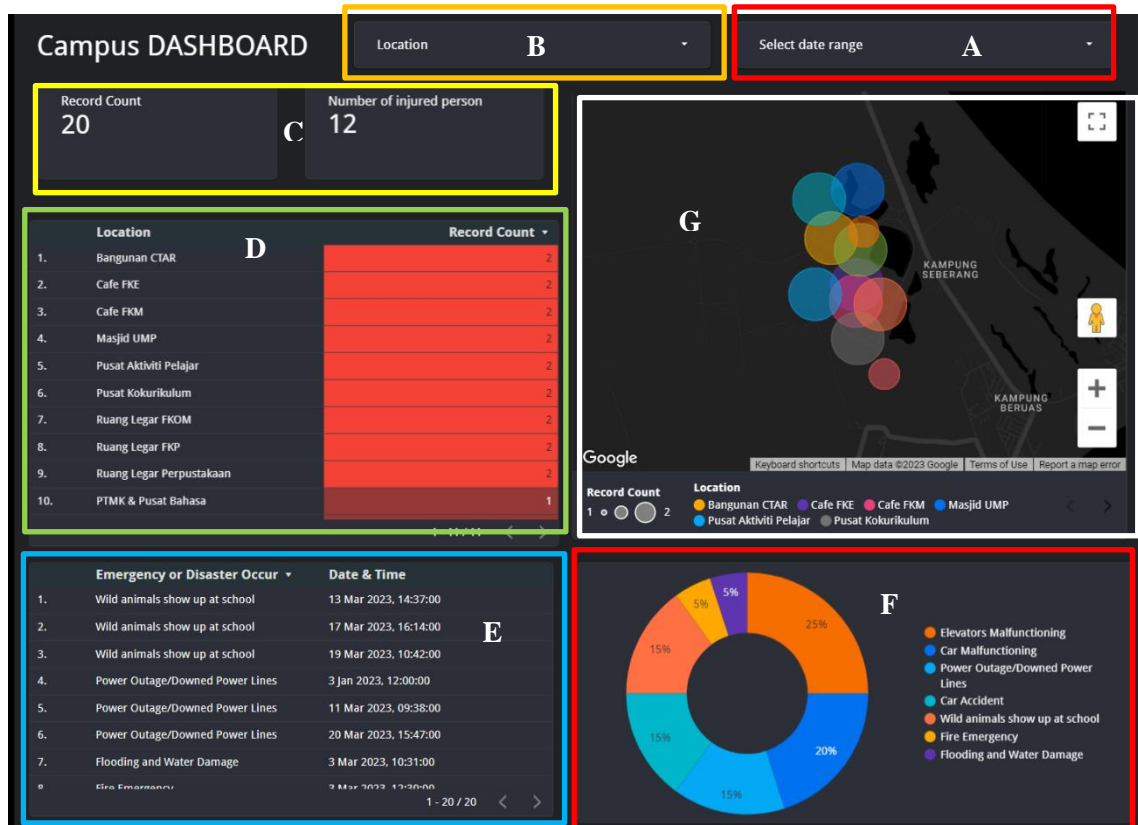 Campus DASHBOARD
Location
B
Select date range
A
Record Count
20
C
Number of injured person
12
Location
D
Record Count
1. Bangunan CTAR 2
2. Cafe FKE 2
3. Cafe FKM 2
4. Masjid UMP 2
5. Pusat Aktiviti Pelajar 2
6. Pusat Kokurikulum 2
7. Ruang Legar FKOM 2
8. Ruang Legar FKP 2
9. Ruang Legar Perpustakaan 2
10. PTMK & Pusat Bahasa 1
G
KAMPUNG
SEBERANG
KAMPUNG
BERUAS
Google
Keyboard shortcuts
Map data ©2023 Google
Terms of Use
Report a map error
Record Count
1
2
Location
Bangunan CTAR Cafe FKE Cafe FKM Masjid UMP
Pusat Aktiviti Pelajar Pusat Kokurikulum
Emergency or Disaster Occur Date & Time
1. Wild animals show up at school 13 Mar 2023, 14:37:00
2. Wild animals show up at school 17 Mar 2023, 16:14:00
E
3. Wild animals show up at school 19 Mar 2023, 10:42:00
4. Power Outage/Downed Power Lines 3 Jan 2023, 12:00:00
5. Power Outage/Downed Power Lines 11 Mar 2023, 09:38:00
6. Power Outage/Downed Power Lines 20 Mar 2023, 15:47:00
7. Flooding and Water Damage 3 Mar 2023, 10:31:00
8. Fire Emergency 3 Mar 2023, 12:30:00
1 - 20 / 20
5%
5%
25%
15%
15%
20%
15%
F
Elevators Malfunctioning
Car Malfunctioning
Power Outage/Downed Power
Lines
Car Accident
Wild animals show up at school
Fire Emergency
Flooding and Water Damage